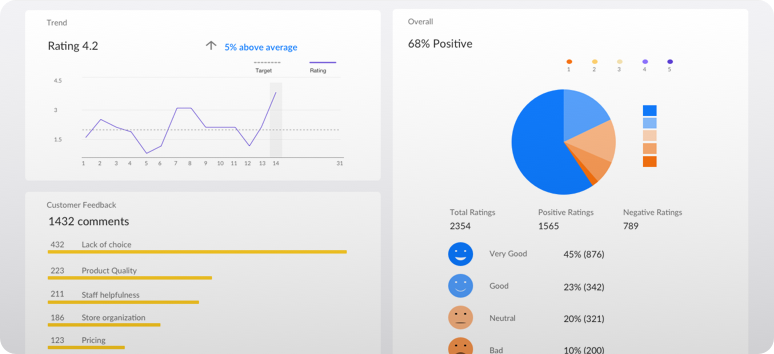 Trend
Rating 4.2
5% above average
Target
Rating
4.5
3
1.5
1 2 3 4 5 6 7 8 9 10 11 12 13 14 31
Customer Feedback
1432 comments
432 Lack of choice
223 Product Quality
211 Staff helpfulness
186 Store organization
123 Pricing
Overall
68% Positive
1 2 3 4 5
Total Ratings Positive Ratings Negative Ratings
2354 1565 789
Very Good 45% (876)
Good 23% (342)
Neutral 20% (321)
Bad 10% (200)